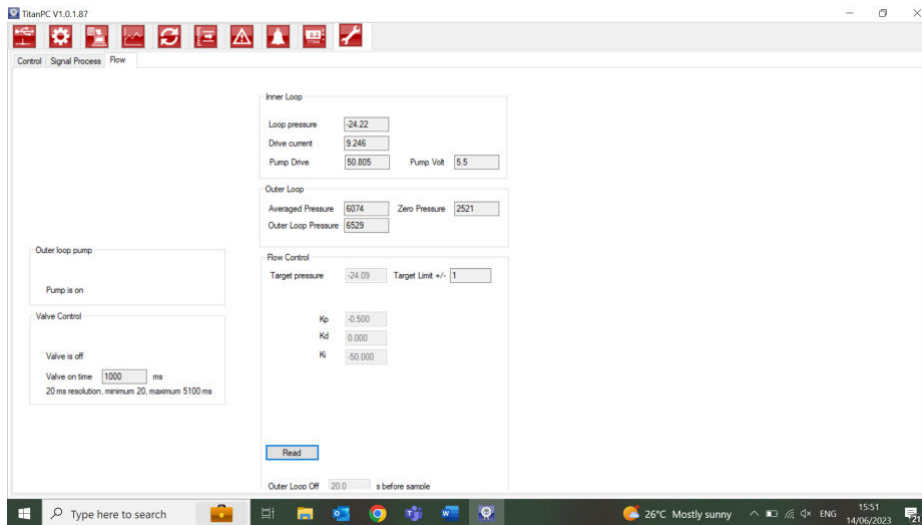 TitanPC V1.0.1.87
Control Signal Process Flow
Inner Loop
Loop pressure -24.22
Drive current 9.246
Pump Drive 50.805 Pump Volt 5.5
Outer Loop
Averaged Pressure 6074 Zero Pressure 2521
Outer Loop Pressure 6529
Outer loop pump
Pump is on
Valve Control
Valve is off
Valve on time 1000 ms
20 ms resolution, minimum 20, maximum 5100 ms
Flow Control
Target pressure -24.09 Target Limit +/- 1
Kp -0.500
Kd 0.000
Ki -50.000
Read
Outer Loop Off 20.0 s before sample
Type here to search
26°C Mostly sunny
ENG
15:51
14/06/2023